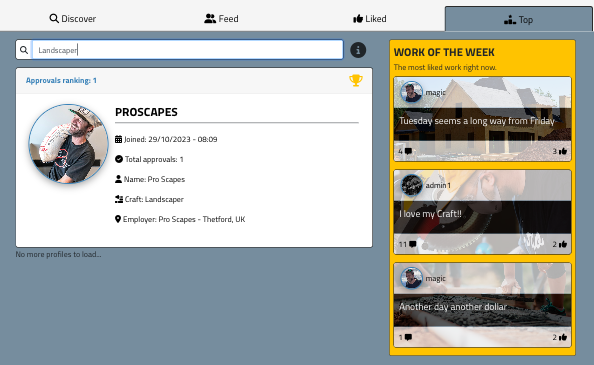 Discover
Feed
Liked
Top
Landscaper
Approvals ranking: 1
PROSCAPES
Joined: 29/10/2023 - 08:09
Total approvals: 1
Name: Pro Scapes
Craft: Landscaper
Employer: Pro Scapes - Thetford, UK
No more profiles to load...
WORK OF THE WEEK
The most liked work right now.
magic
Tuesday seems a long way from Friday
4 3
admin1
I love my Craft!!
11 2
magic
Another day another dollar
1 2